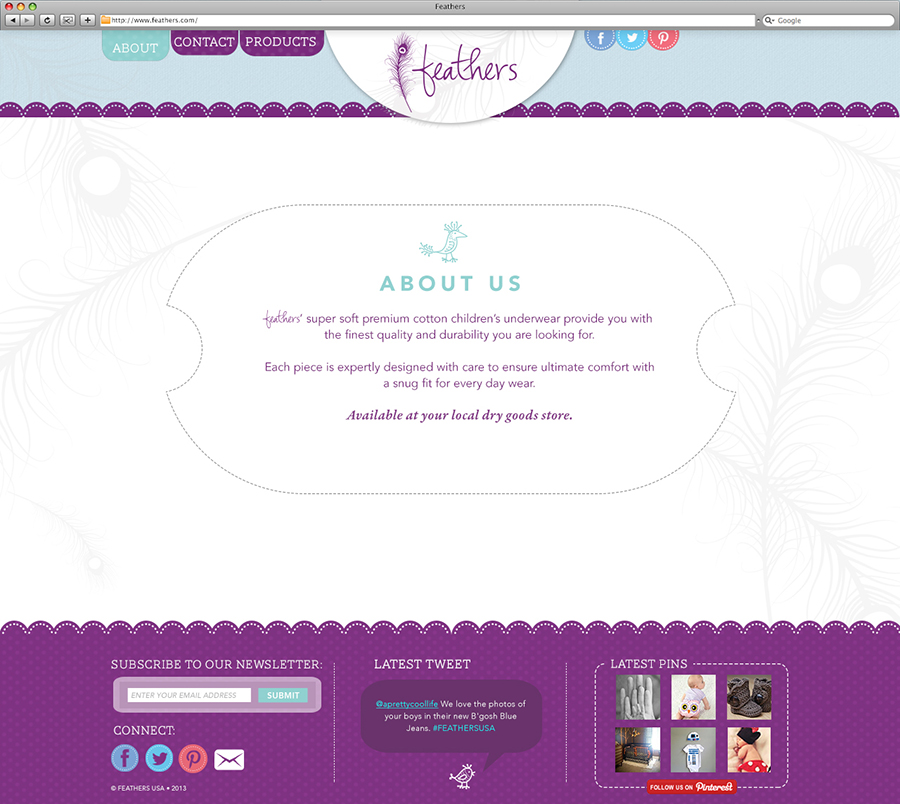 Feathers
http://www.feathers.com/
Google
ABOUT
CONTACT
PRODUCTS
feathers
ABOUT US
feathers' super soft premium cotton children's underwear provide you with
the finest quality and durability you are looking for.
Each piece is expertly designed with care to ensure ultimate comfort with
a snug fit for every day wear.
Available at your local dry goods store.
SUBSCRIBE TO OUR NEWSLETTER:
ENTER YOUR EMAIL ADDRESS
SUBMIT
CONNECT:
© FEATHERS USA • 2013
LATEST TWEET
@aprettycoollife We love the photos of
your boys in their new B'gosh Blue
Jeans. #FEATHERSUSA
LATEST PINS
FOLLOW US ON Pinterest